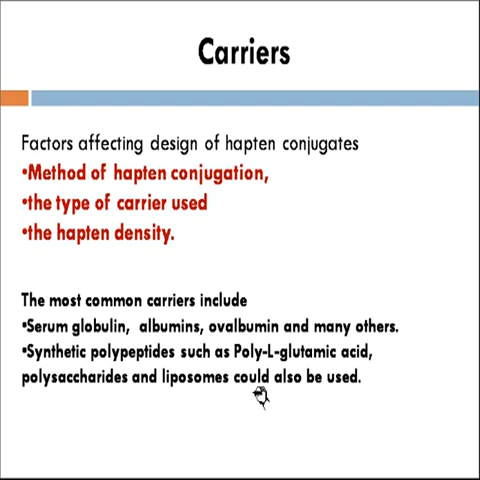 Carriers
Factors affecting design of hapten conjugates
•Method of hapten conjugation,
•the type of carrier used
•the hapten density.
The most common carriers include
•Serum globulin, albumins, ovalbumin and many others.
•Synthetic polypeptides such as Poly-L-glutamic acid,
polysaccharides and liposomes could also be used.